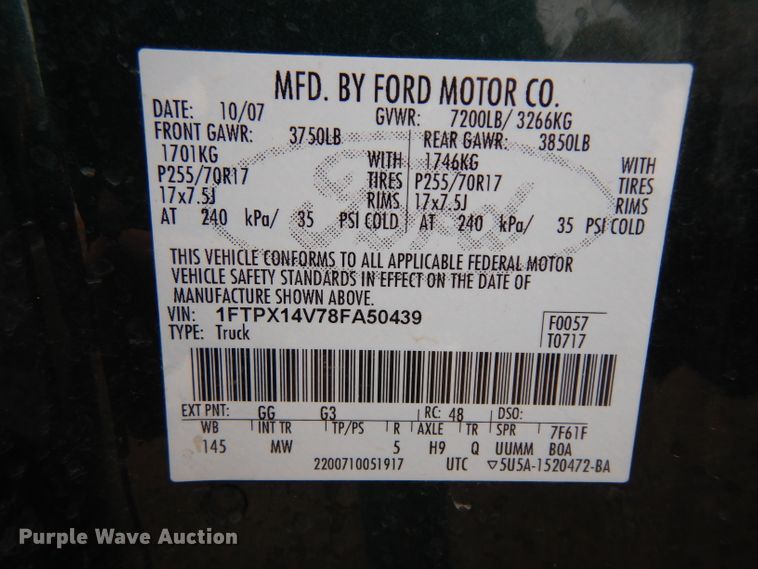 MFD. BY FORD MOTOR CO.
DATE: 10/07 GVWR: 7200LB/ 3266KG
FRONT GAWR: 3750LB REAR GAWR: 3850LB
1701KG WITH 1746KG WITH
P255/70R17 TIRES P255/70R17 TIRES
17x7.5J RIMS 17x7.5J RIMS
AT 240 kPa/ 35 PSI COLD AT 240 kPa/ 35 PSI COLD
Ford
THIS VEHICLE CONFORMS TO ALL APPLICABLE FEDERAL MOTOR
VEHICLE SAFETY STANDARDS IN EFFECT ON THE DATE OF
MANUFACTURE SHOWN ABOVE.
VIN: 1FTPX14V78FA50439 F0057
TYPE: Truck T0717
EXT PNT: GG G3 RC: 48 DSO:
WB INT TR TP/PS R AXLE TR SPR 7F61F
145 MW 5 H9 Q UUMM BOA
2200710051917 UTC ▽5U5A-1520472-BA
Purple Wave Auction